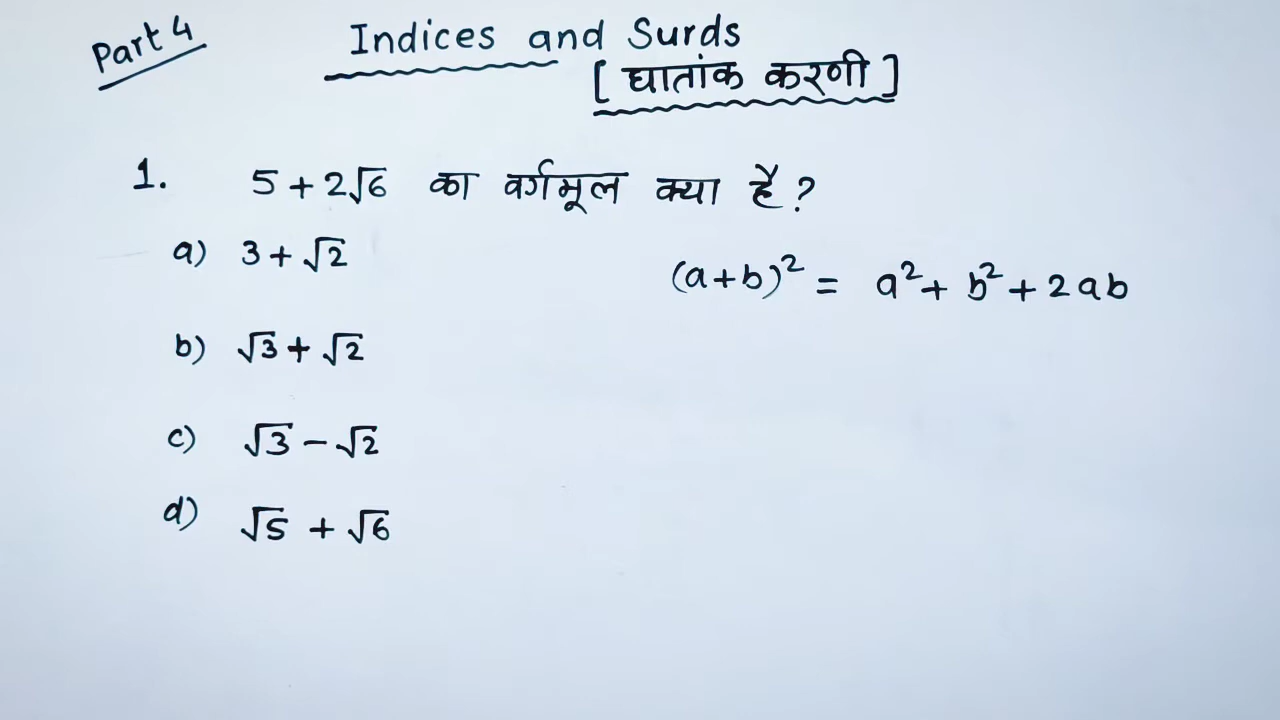 Part 4
Indices and Surds
[घातांक करणी]
1. 5 + 2√6 का वर्गमूल क्या है?
a) 3 + √2
(a+b)² = a² + b² + 2ab
b) √3 + √2
c) √3 − √2
d) √5 + √6